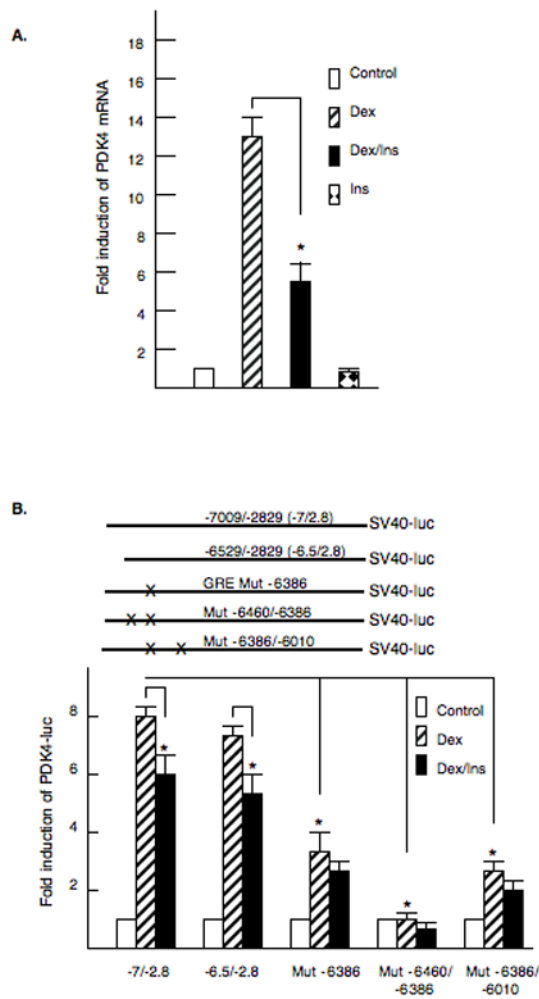 A.
18
16
14
12
10
8
6
4
2
Fold induction of PDK4 mRNA
Control
Dex
Dex/Ins
Ins
*
B.
-7009/-2829 (-7/2.8) SV40-luc
-6529/-2829 (-6.5/2.8) SV40-luc
X GRE Mut -6386 SV40-luc
X X Mut -6460/-6386 SV40-luc
X X Mut -6386/-6010 SV40-luc
8
6
4
2
Fold induction of PDK4-luc
Control
Dex
Dex/Ins
* * * * *
-7/-2.8 -6.5/-2.8 Mut -6386 Mut -6460/ Mut -6386/
-6386 -6010